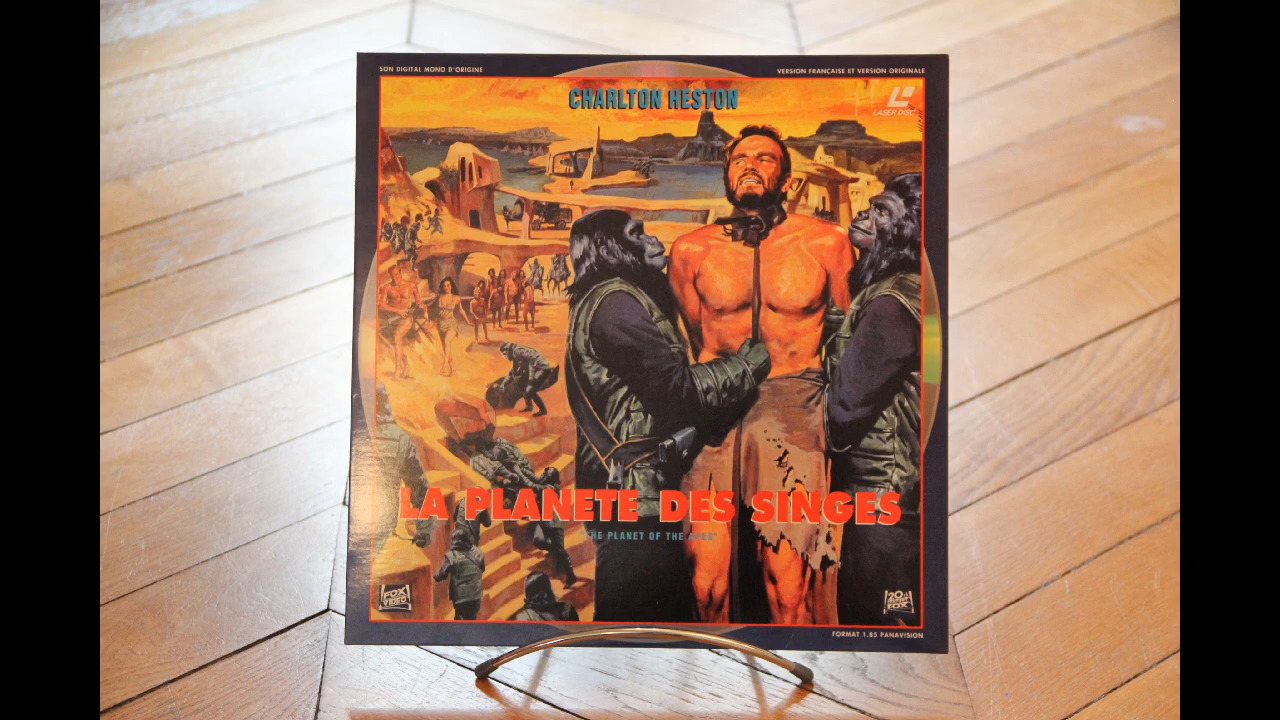 SON DIGITAL MONO D'ORIGINE
VERSION FRANÇAISE ET VERSION ORIGINALE
CHARLTON HESTON
LASER DISC
LA PLANETE DES SINGES
"THE PLANET OF THE APES"
FOX
VIDEO
20th
CENTURY
FOX
FORMAT 1.85 PANAVISION